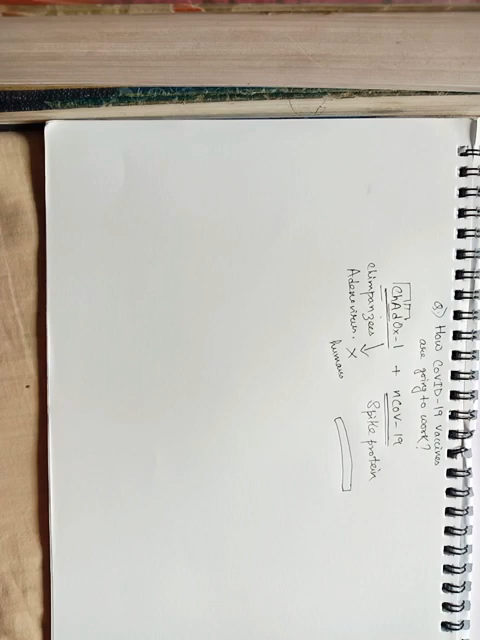 Q) How COVID-19 vaccines
are going to work?
ChAdOx-1 + nCOV-19
chimpanzees Spike protein
Adenovirus. X
humans